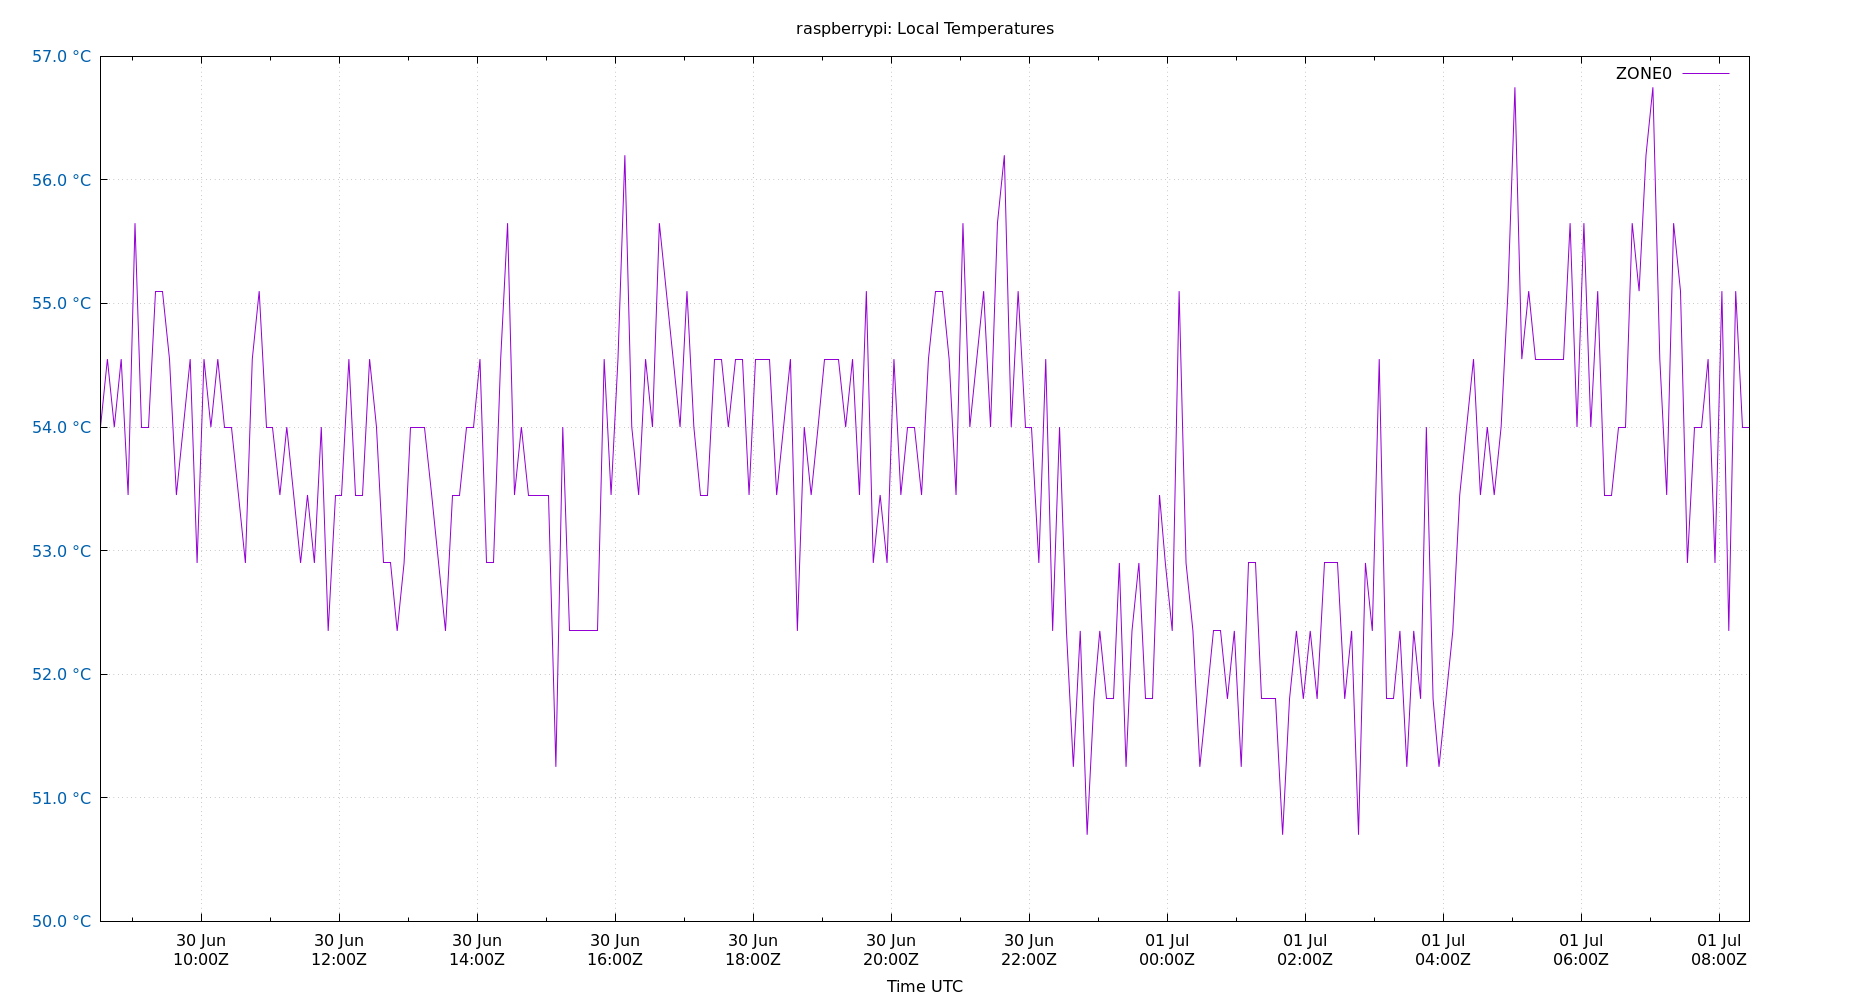 raspberrypi: Local Temperatures
57.0 °C
ZONE0
56.0 °C
55.0 °C
54.0 °C
53.0 °C
52.0 °C
51.0 °C
50.0 °C
30 Jun 30 Jun 30 Jun 30 Jun 30 Jun 30 Jun 30 Jun 01 Jul 01 Jul 01 Jul 01 Jul 01 Jul
10:00Z 12:00Z 14:00Z 16:00Z 18:00Z 20:00Z 22:00Z 00:00Z 02:00Z 04:00Z 06:00Z 08:00Z
Time UTC